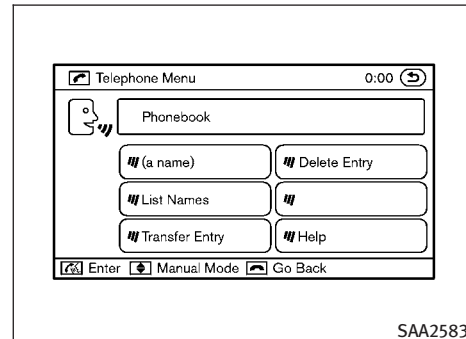 Telephone Menu 0:00
Phonebook
(a name) Delete Entry
List Names
Transfer Entry Help
Enter Manual Mode Go Back
SAA2583